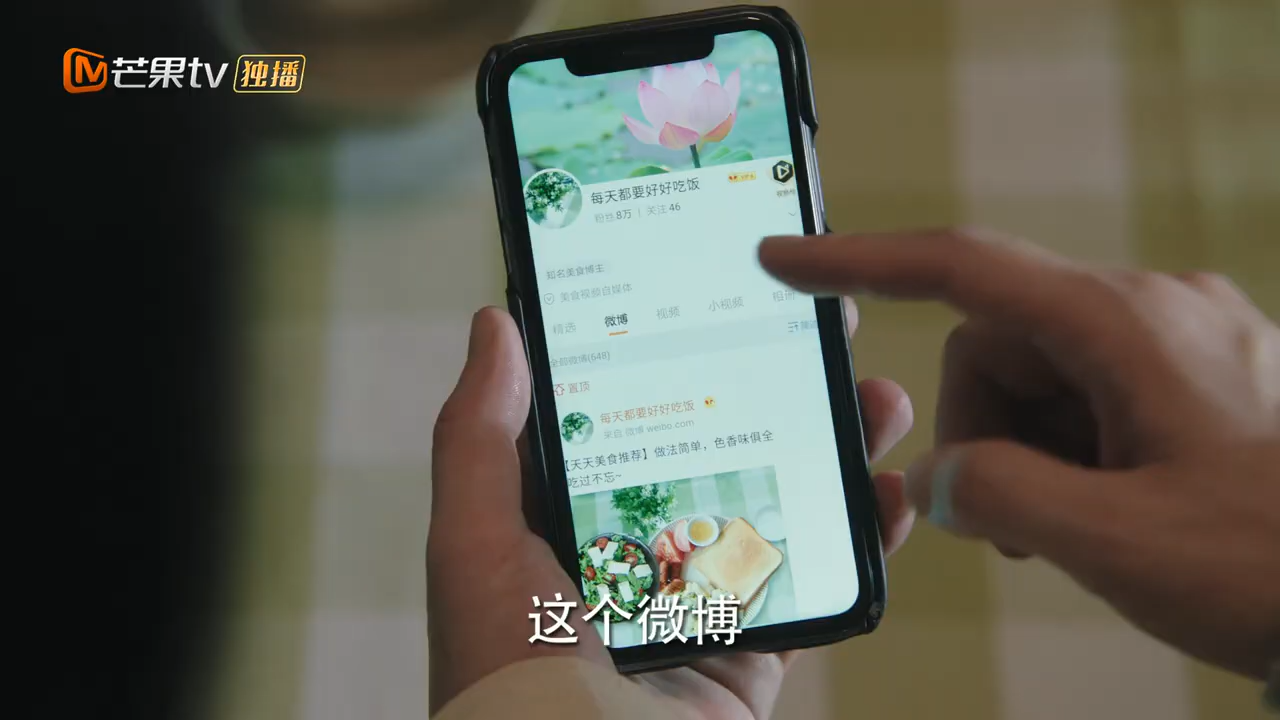 芒果tv 独播
每天都要好好吃饭
粉丝 8万 | 关注 46
知名美食博主
美食视频自媒体
精选 微博 视频 小视频 相册
全部微博(648)
置顶
每天都要好好吃饭
来自 微博 weibo.com
【天天美食推荐】做法简单，色香味俱全
吃过不忘~
这个微博